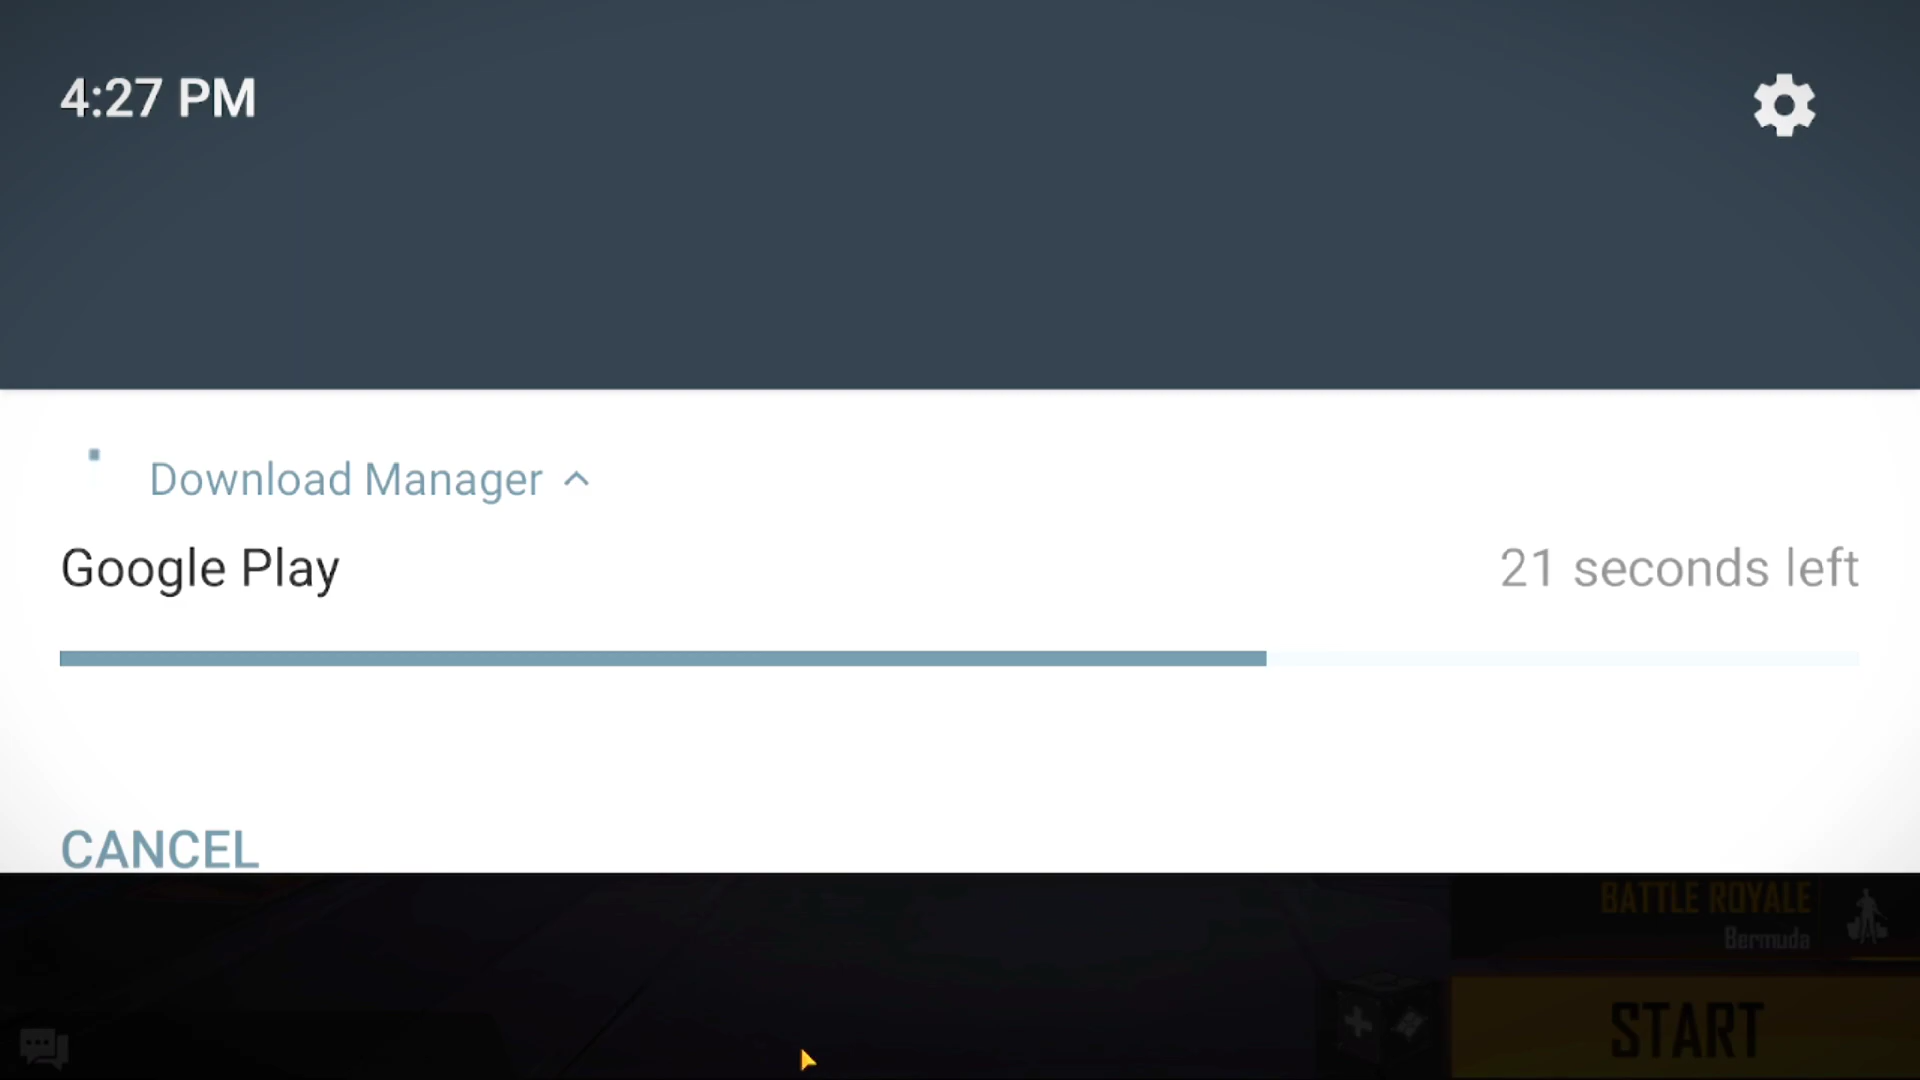 4:27 PM
Download Manager
Google Play
21 seconds left
CANCEL
BATTLE ROYALE
Bermuda
START